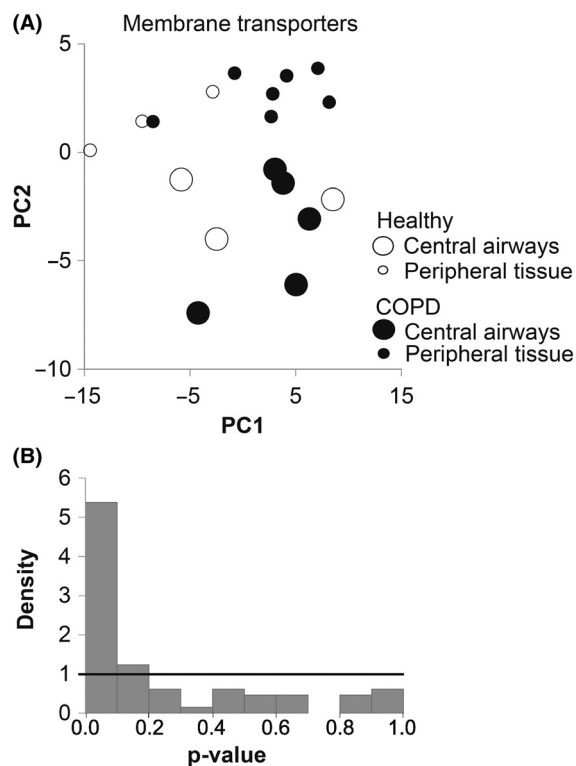 (A)
Membrane transporters
5
0
−5
−10
PC2
−15
−5
5
15
PC1
Healthy
Central airways
Peripheral tissue
COPD
Central airways
Peripheral tissue
(B)
6
5
4
3
2
1
0
Density
0.0
0.2
0.4
0.6
0.8
1.0
p-value